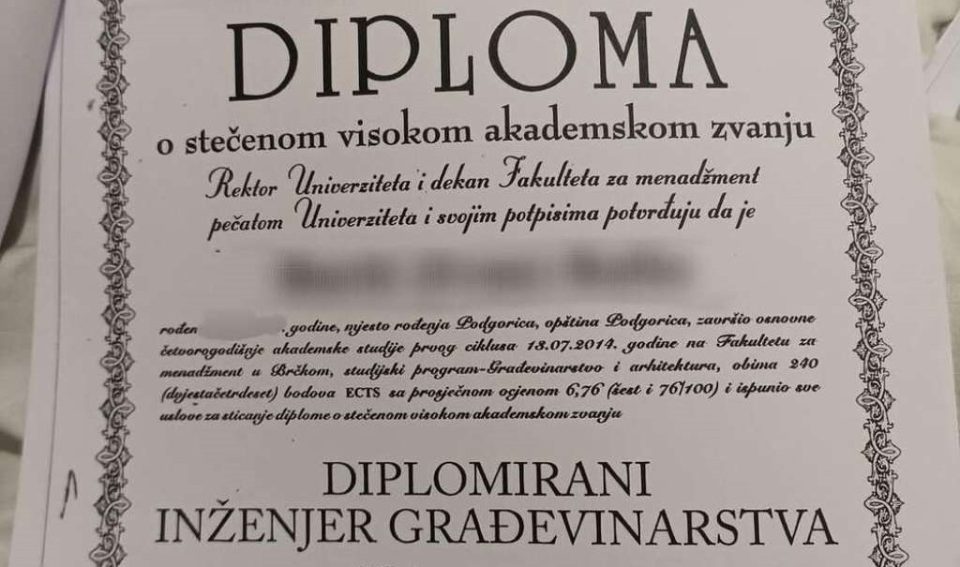 DIPLOMA
o stečenom visokom akademskom zvanju
Rektor Univerziteta i dekan Fakulteta za menadžment
pečatom Univerziteta i svojim potpisima potvrđuju da je
rođen . godine, mjesto rođenja Podgorica, opština Podgorica, završio osnovne
četvorogodišnje akademske studije prvog ciklusa 13.07.2014. godine na Fakultetu za
menadžment u Brčkom, studijski program-Građevinarstvo i arhitektura, obima 240
(dvjestačetrdeset) bodova ECTS sa prosječnom ocjenom 6,76 (šest i 76/100) i ispunio sve
uslove za sticanje diplome o stečenom visokom akademskom zvanju
DIPLOMIRANI
INŽENJER GRAĐEVINARSTVA